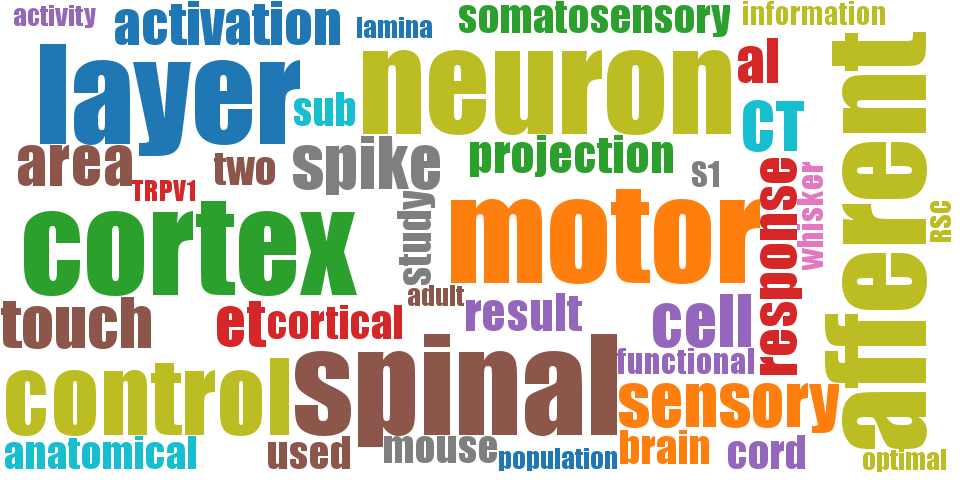 activity
activation
lamina
somatosensory
information
layer
sub
neuron
al
CT
afferent
area
TRPV1
two
spike
study
projection
S1
response
whisker
RSC
cortex
motor
adult
touch
et
cortical
result
cell
functional
control
spinal
sensory
anatomical
used
mouse
population
brain
cord
optimal